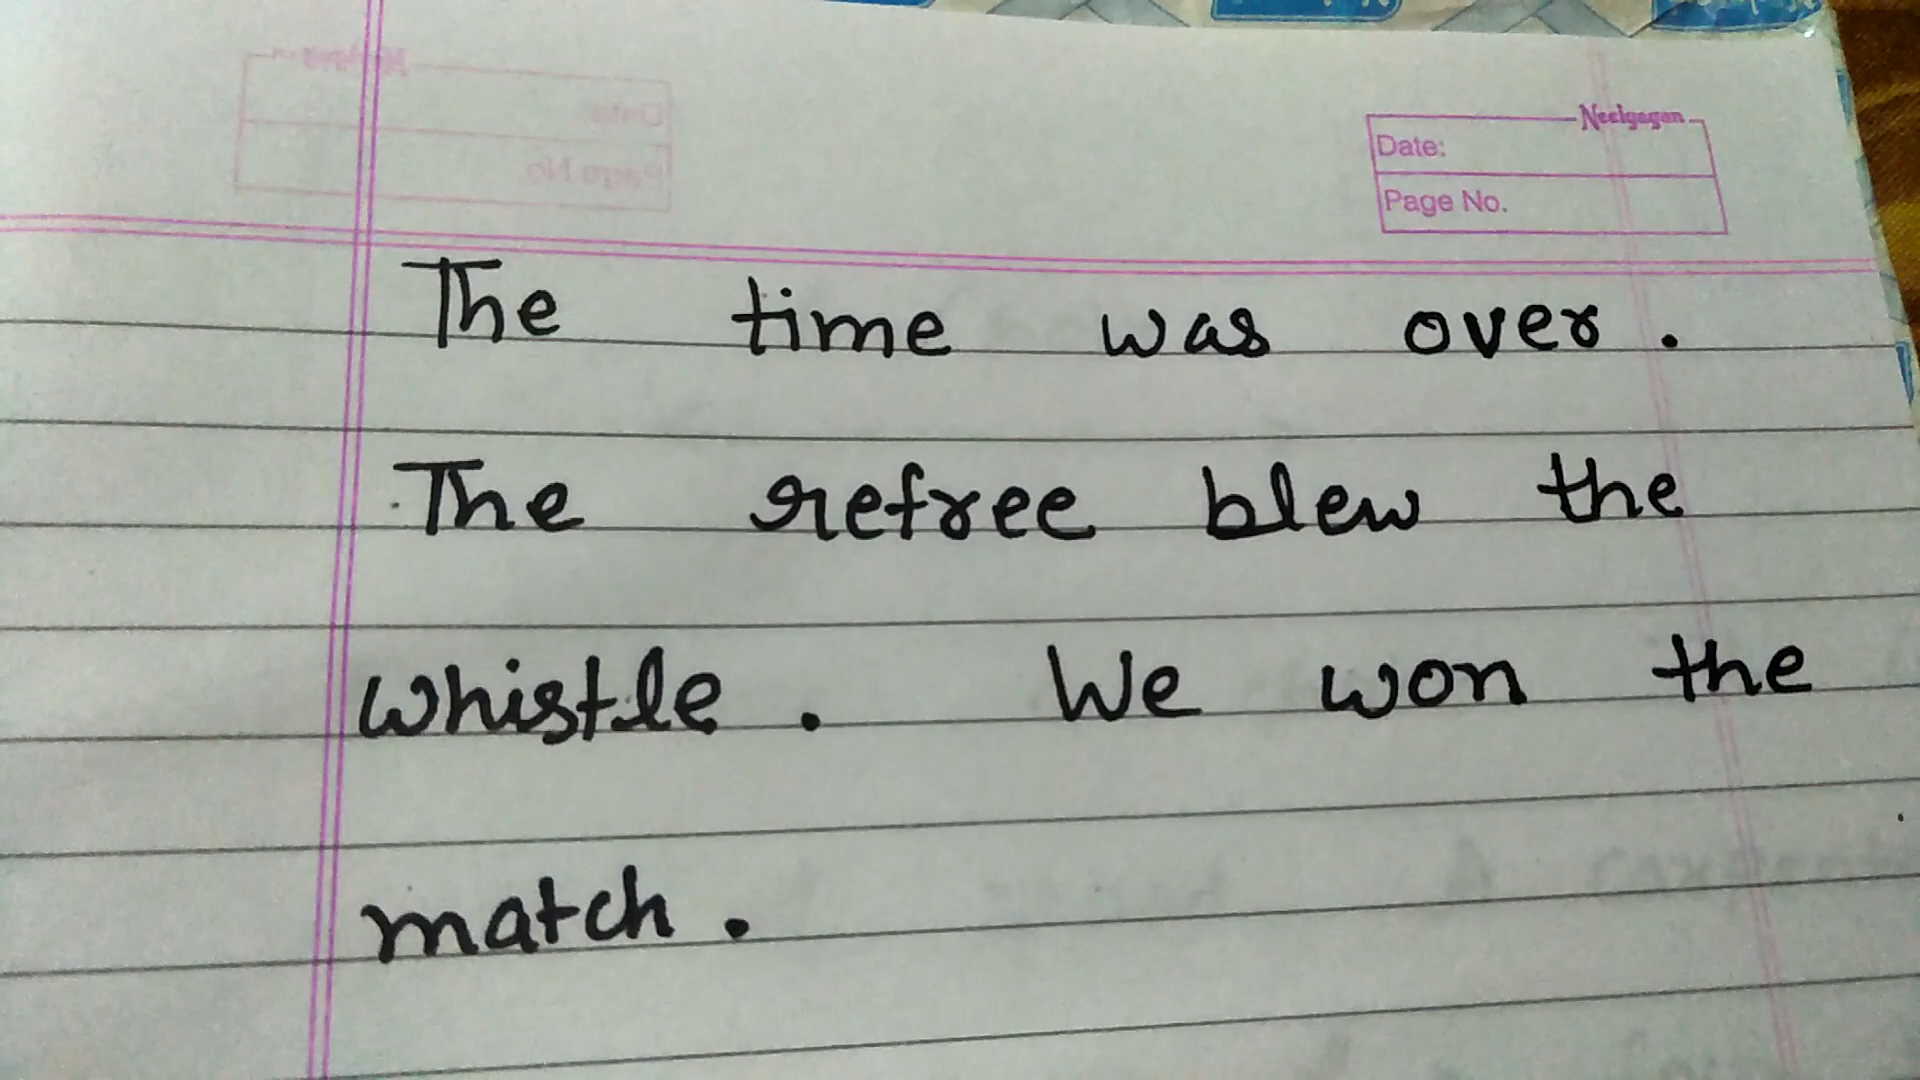 Neelgagan
Date:
Page No.
The time was over.
The refree blew the
whistle. We won the
match.